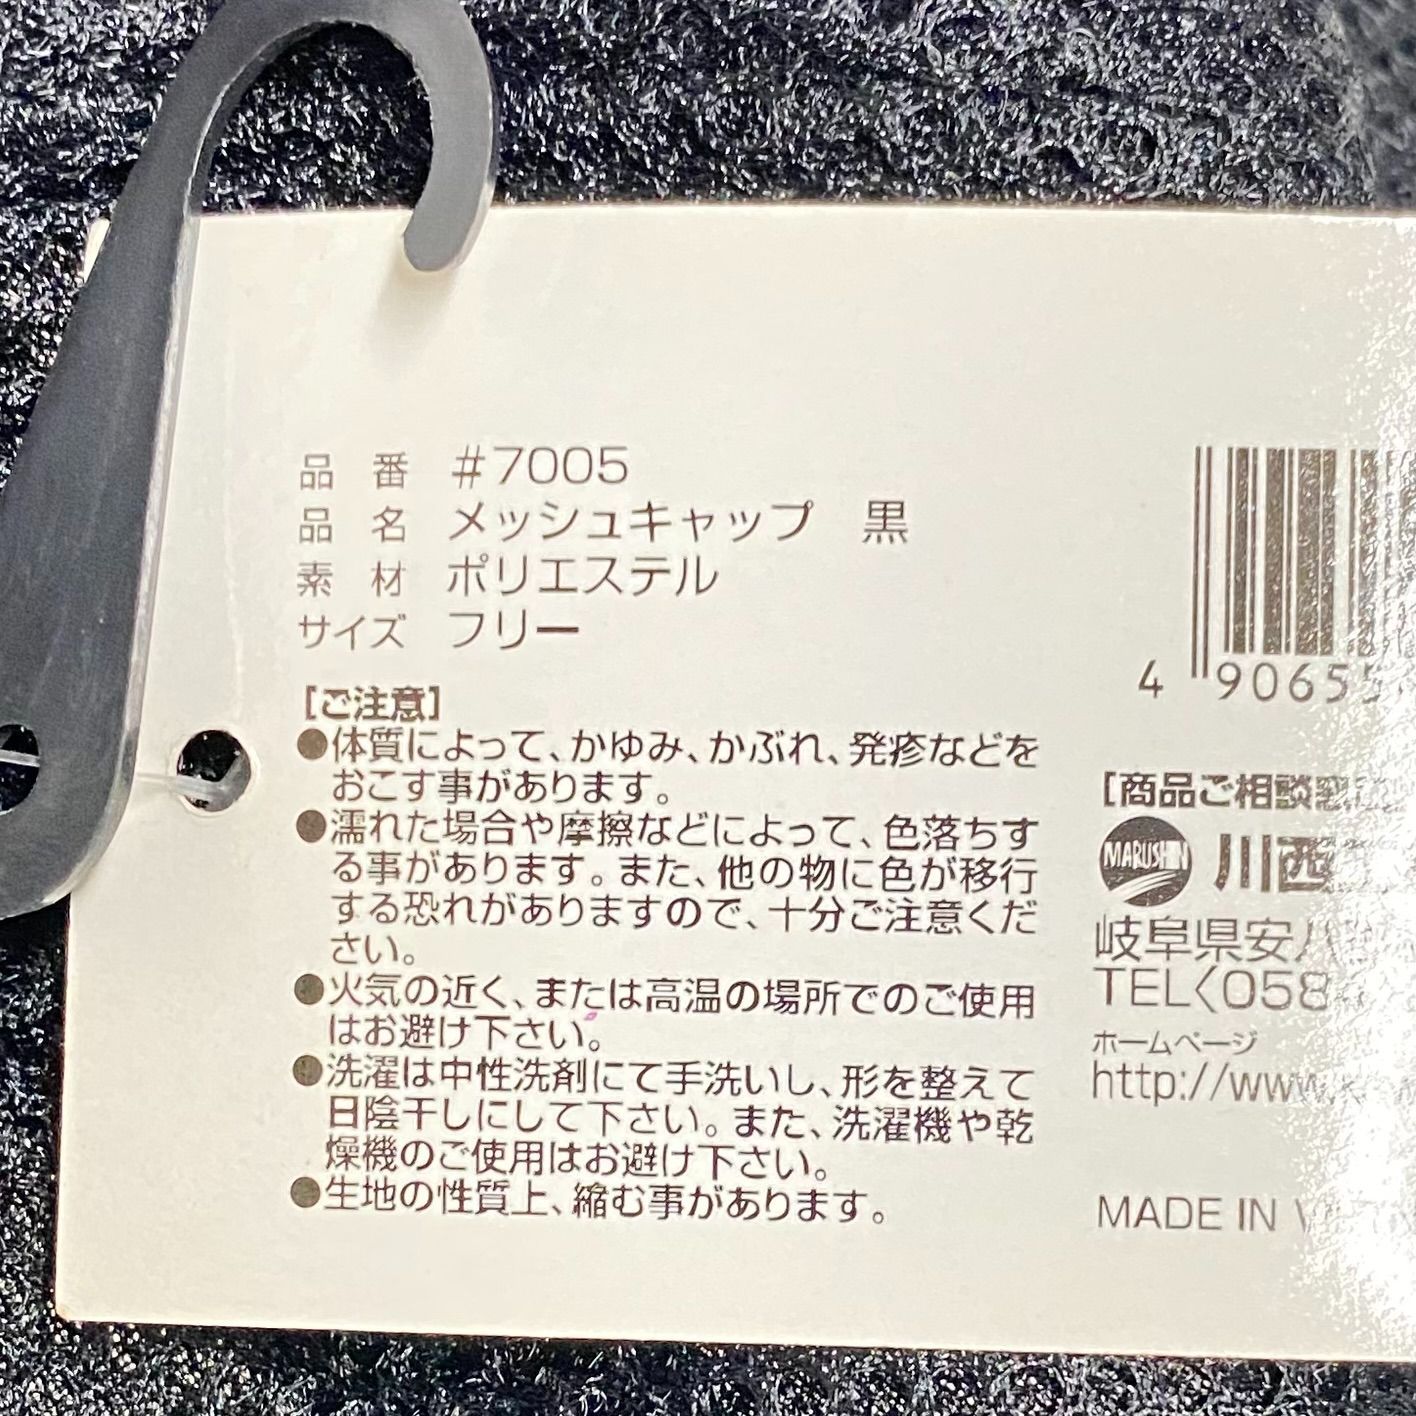 品番 #7005
品名 メッシュキャップ 黒
素材 ポリエステル
サイズ フリー
[ご注意]
●体質によって、かゆみ、かぶれ、発疹などを
おこす事があります。
●濡れた場合や摩擦などによって、色落ちす
る事があります。また、他の物に色が移行
する恐れがありますので、十分ご注意くだ
さい。
●火気の近く、または高温の場所でのご使用
はお避け下さい。
●洗濯は中性洗剤にて手洗いし、形を整えて
日陰干しにして下さい。また、洗濯機や乾
燥機のご使用はお避け下さい。
●生地の性質上、縮む事があります。
4 90655
[商品ご相談窓
MARUSHIN 川西
岐阜県安八
TEL〈058
ホームページ
http://www.
MADE IN